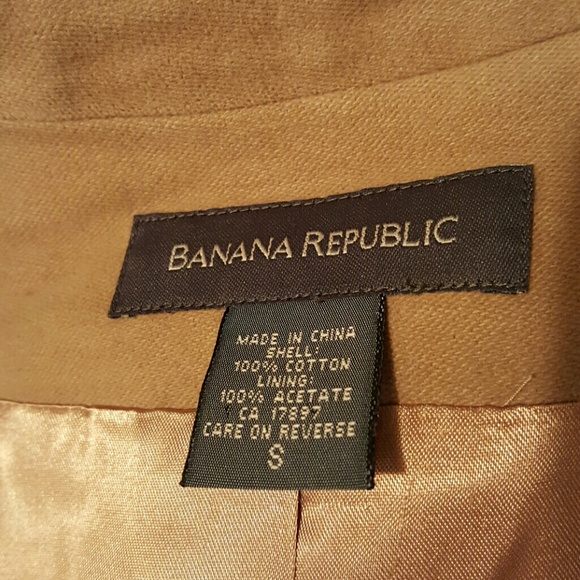 BANANA REPUBLIC
MADE IN CHINA
SHELL:
100% COTTON
LINING:
100% ACETATE
CA 17897
CARE ON REVERSE
S